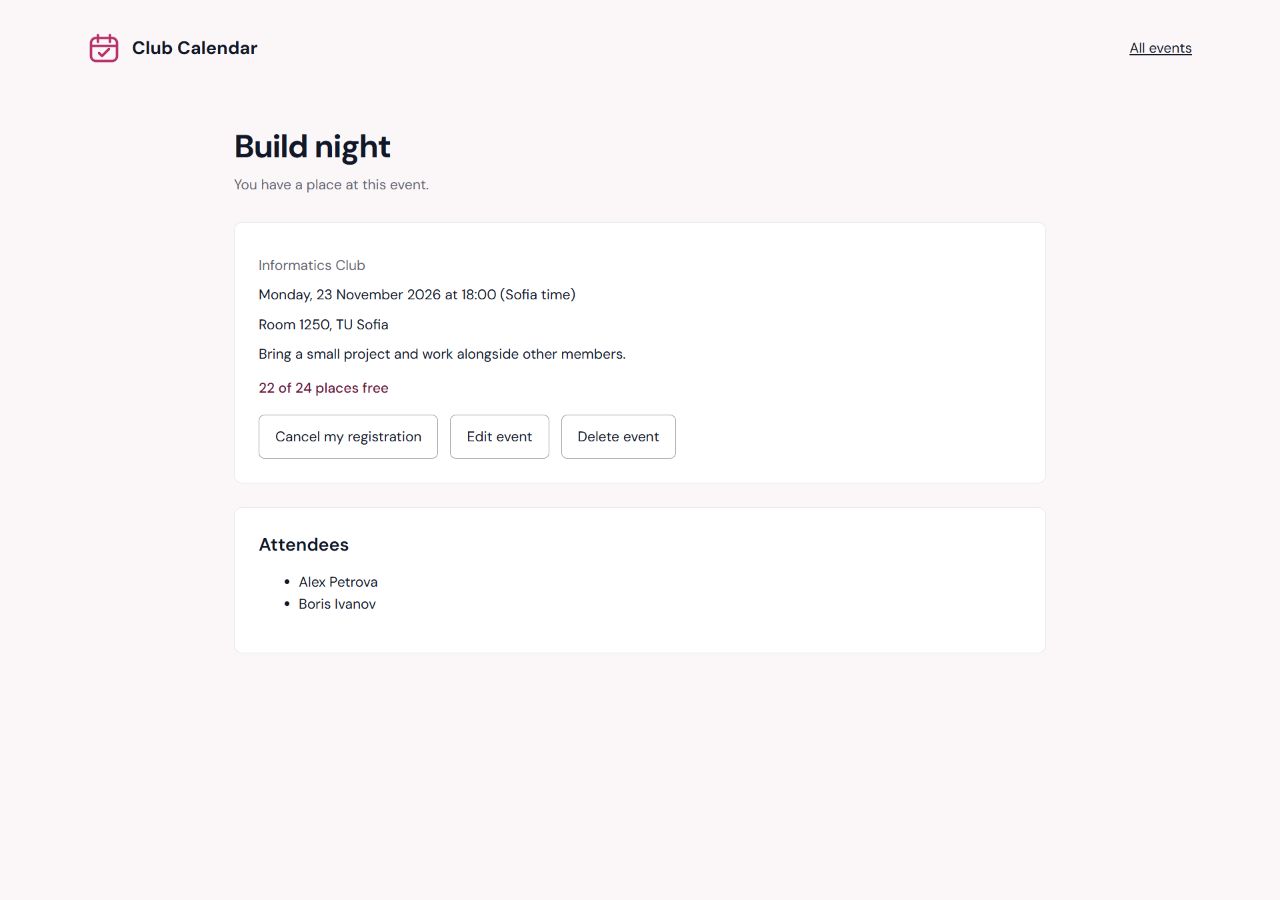 Club Calendar
All events
Build night
You have a place at this event.
Informatics Club
Monday, 23 November 2026 at 18:00 (Sofia time)
Room 1250, TU Sofia
Bring a small project and work alongside other members.
22 of 24 places free
Cancel my registration
Edit event
Delete event
Attendees
Alex Petrova
Boris Ivanov